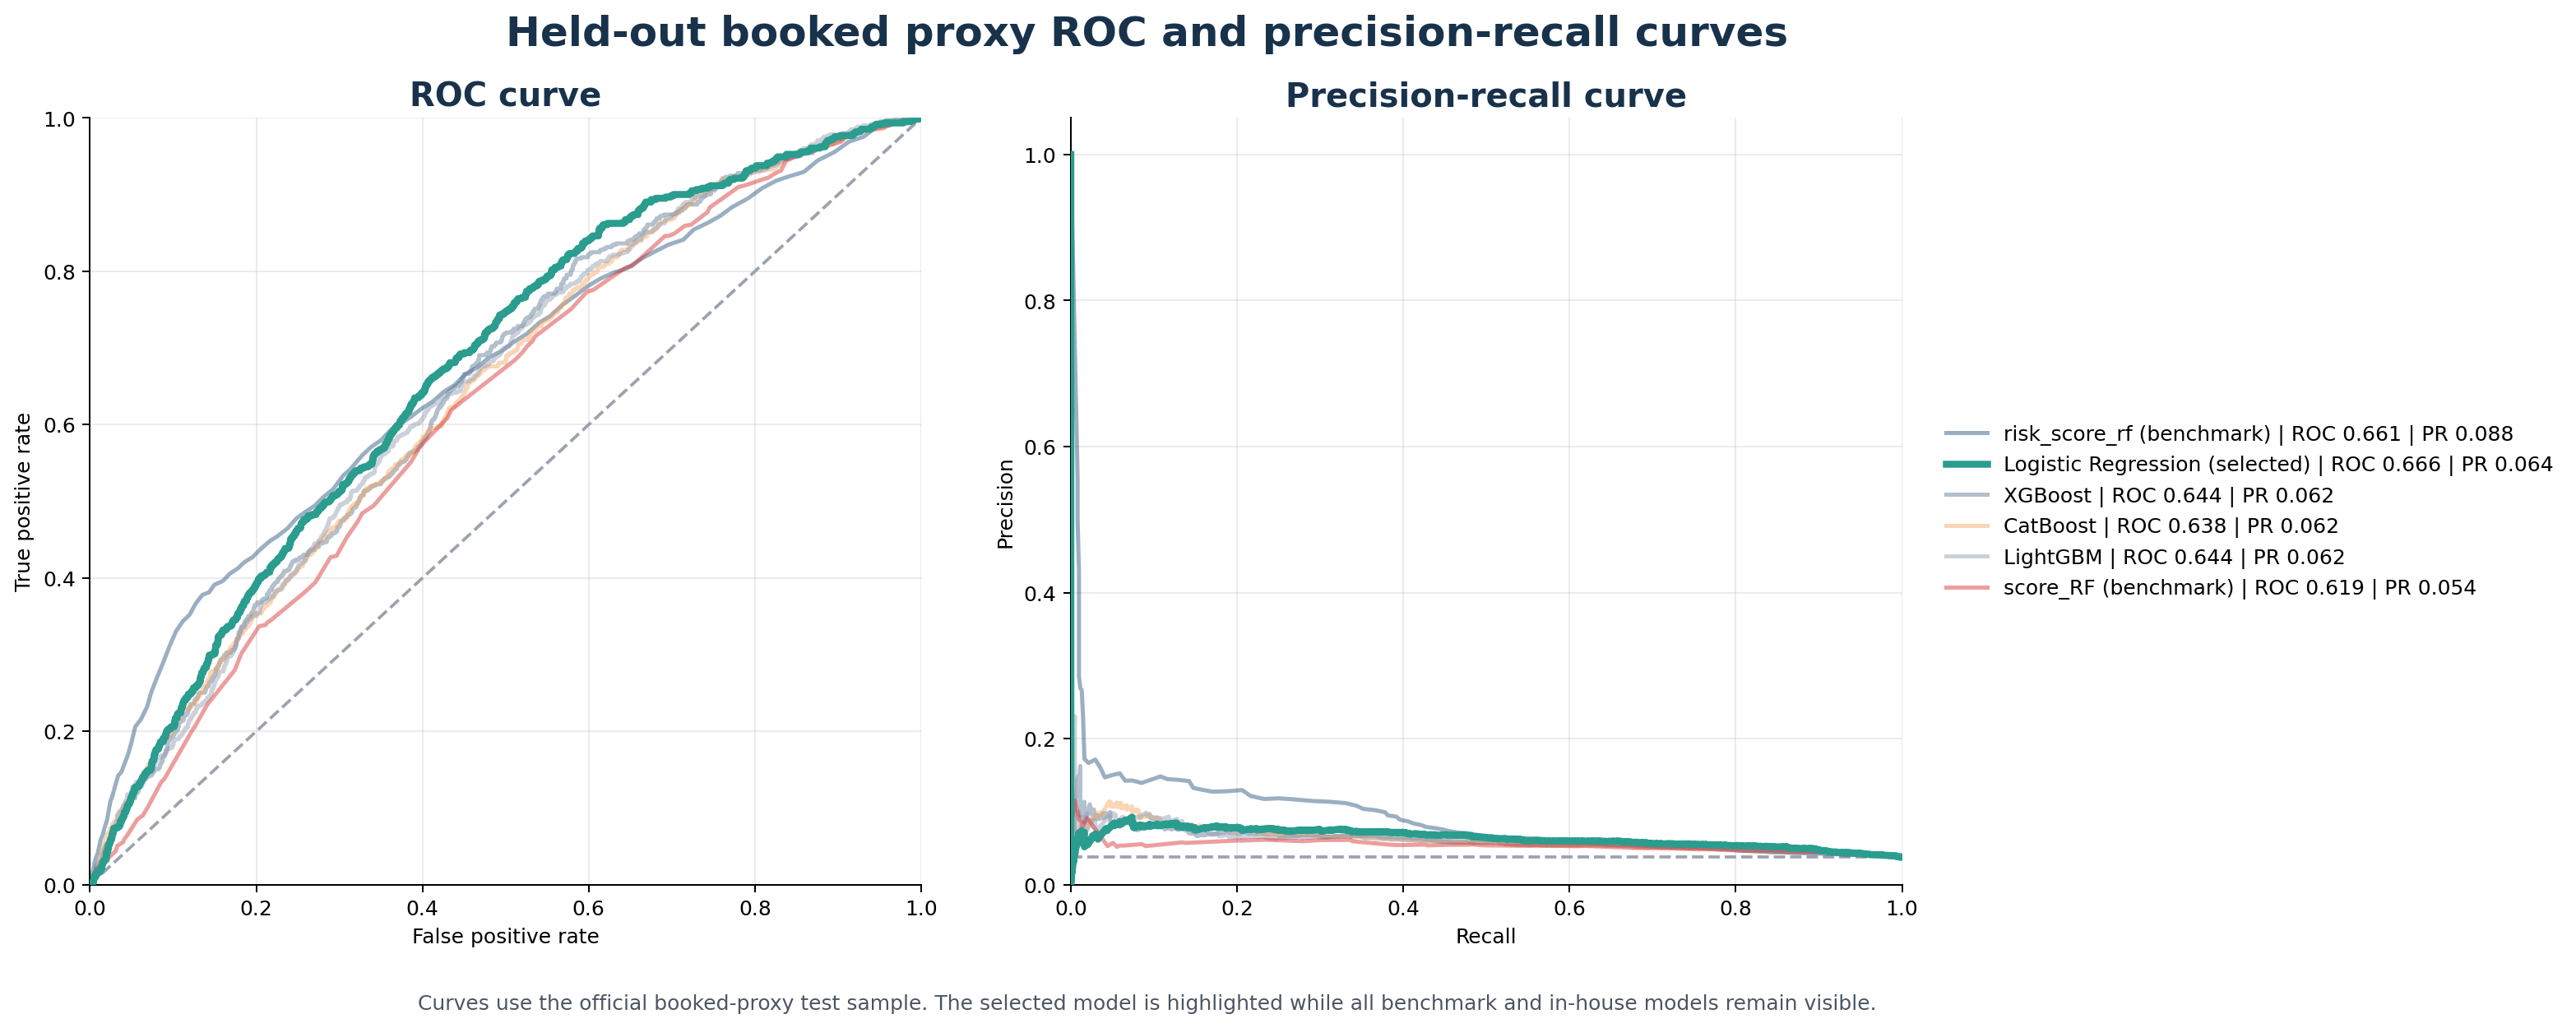 Held-out booked proxy ROC and precision-recall curves
ROC curve
1.0
0.8
0.6
0.4
0.2
0.0
True positive rate
0.0 0.2 0.4 0.6 0.8 1.0
False positive rate
Precision-recall curve
1.0
0.8
0.6
0.4
0.2
0.0
Precision
0.0 0.2 0.4 0.6 0.8 1.0
Recall
risk_score_rf (benchmark) | ROC 0.661 | PR 0.088
Logistic Regression (selected) | ROC 0.666 | PR 0.064
XGBoost | ROC 0.644 | PR 0.062
CatBoost | ROC 0.638 | PR 0.062
LightGBM | ROC 0.644 | PR 0.062
score_RF (benchmark) | ROC 0.619 | PR 0.054
Curves use the official booked-proxy test sample. The selected model is highlighted while all benchmark and in-house models remain visible.